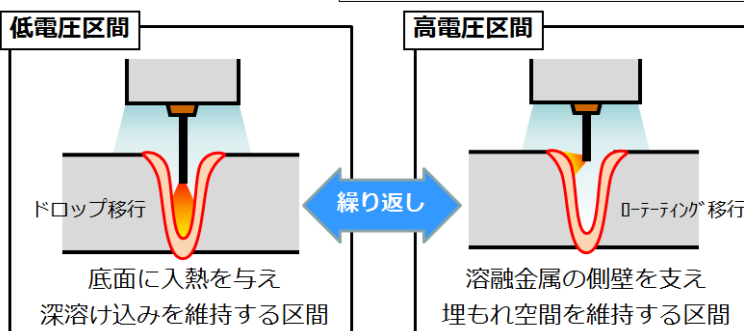 低電圧区間
高電圧区間
ドロップ移行
繰り返し
ﾛｰﾃｰﾃｨﾝｸﾞ移行
底面に入熱を与え
深溶け込みを維持する区間
溶融金属の側壁を支え
埋もれ空間を維持する区間